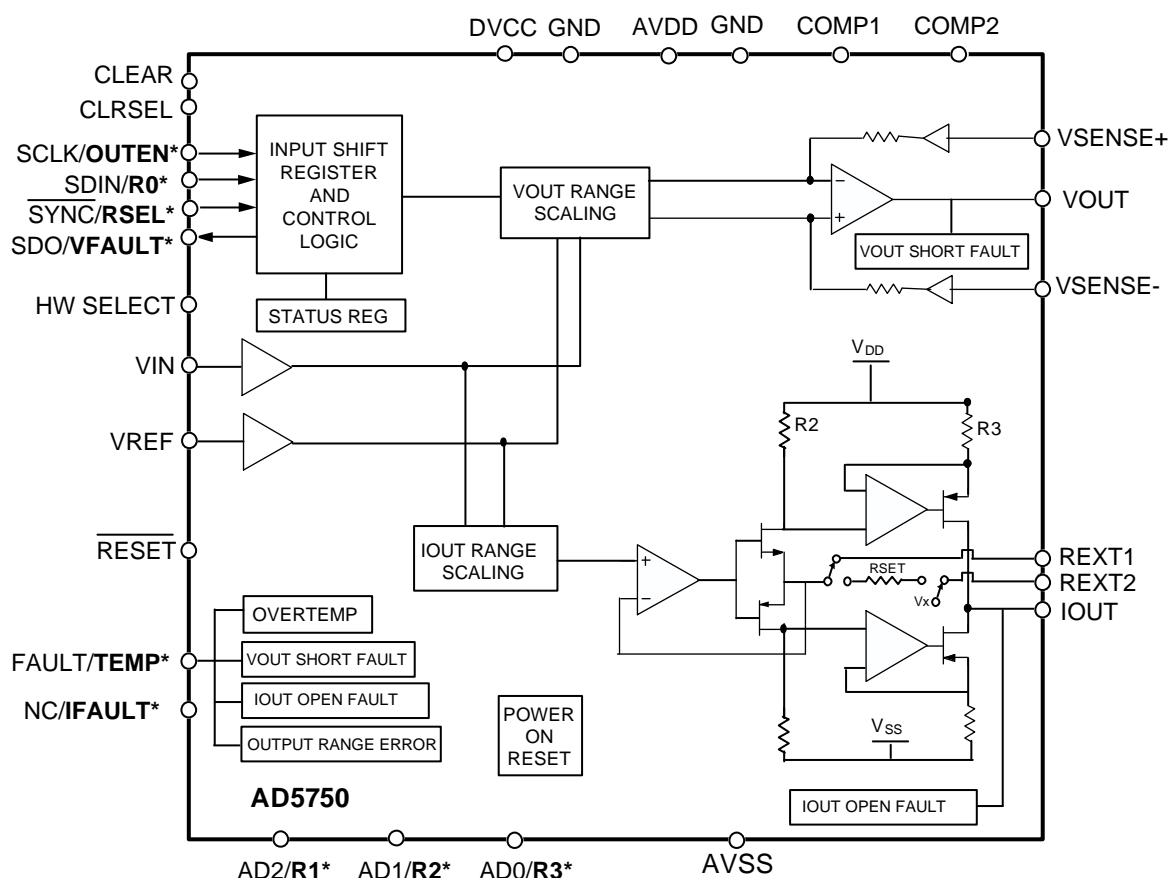 DVCC GND AVDD GND COMP1 COMP2
CLEAR
CLRSEL
SCLK/OUTEN*
SDIN/R0*
SYNC/RSEL*
SDO/VFAULT*
HW SELECT
VIN
VREF
RESET
FAULT/TEMP*
NC/IFAULT*
INPUT SHIFT
REGISTER
AND
CONTROL
LOGIC
STATUS REG
VOUT RANGE
SCALING
IOUT RANGE
SCALING
VSENSE+
VOUT
VOUT SHORT FAULT
VSENSE-
VDD
R2
R3
+
−
−
+
RSET
Vx
REXT1
REXT2
IOUT
VSS
IOUT OPEN FAULT
OVERTEMP
VOUT SHORT FAULT
IOUT OPEN FAULT
OUTPUT RANGE ERROR
POWER
ON
RESET
AD5750
AD2/R1* AD1/R2* AD0/R3* AVSS